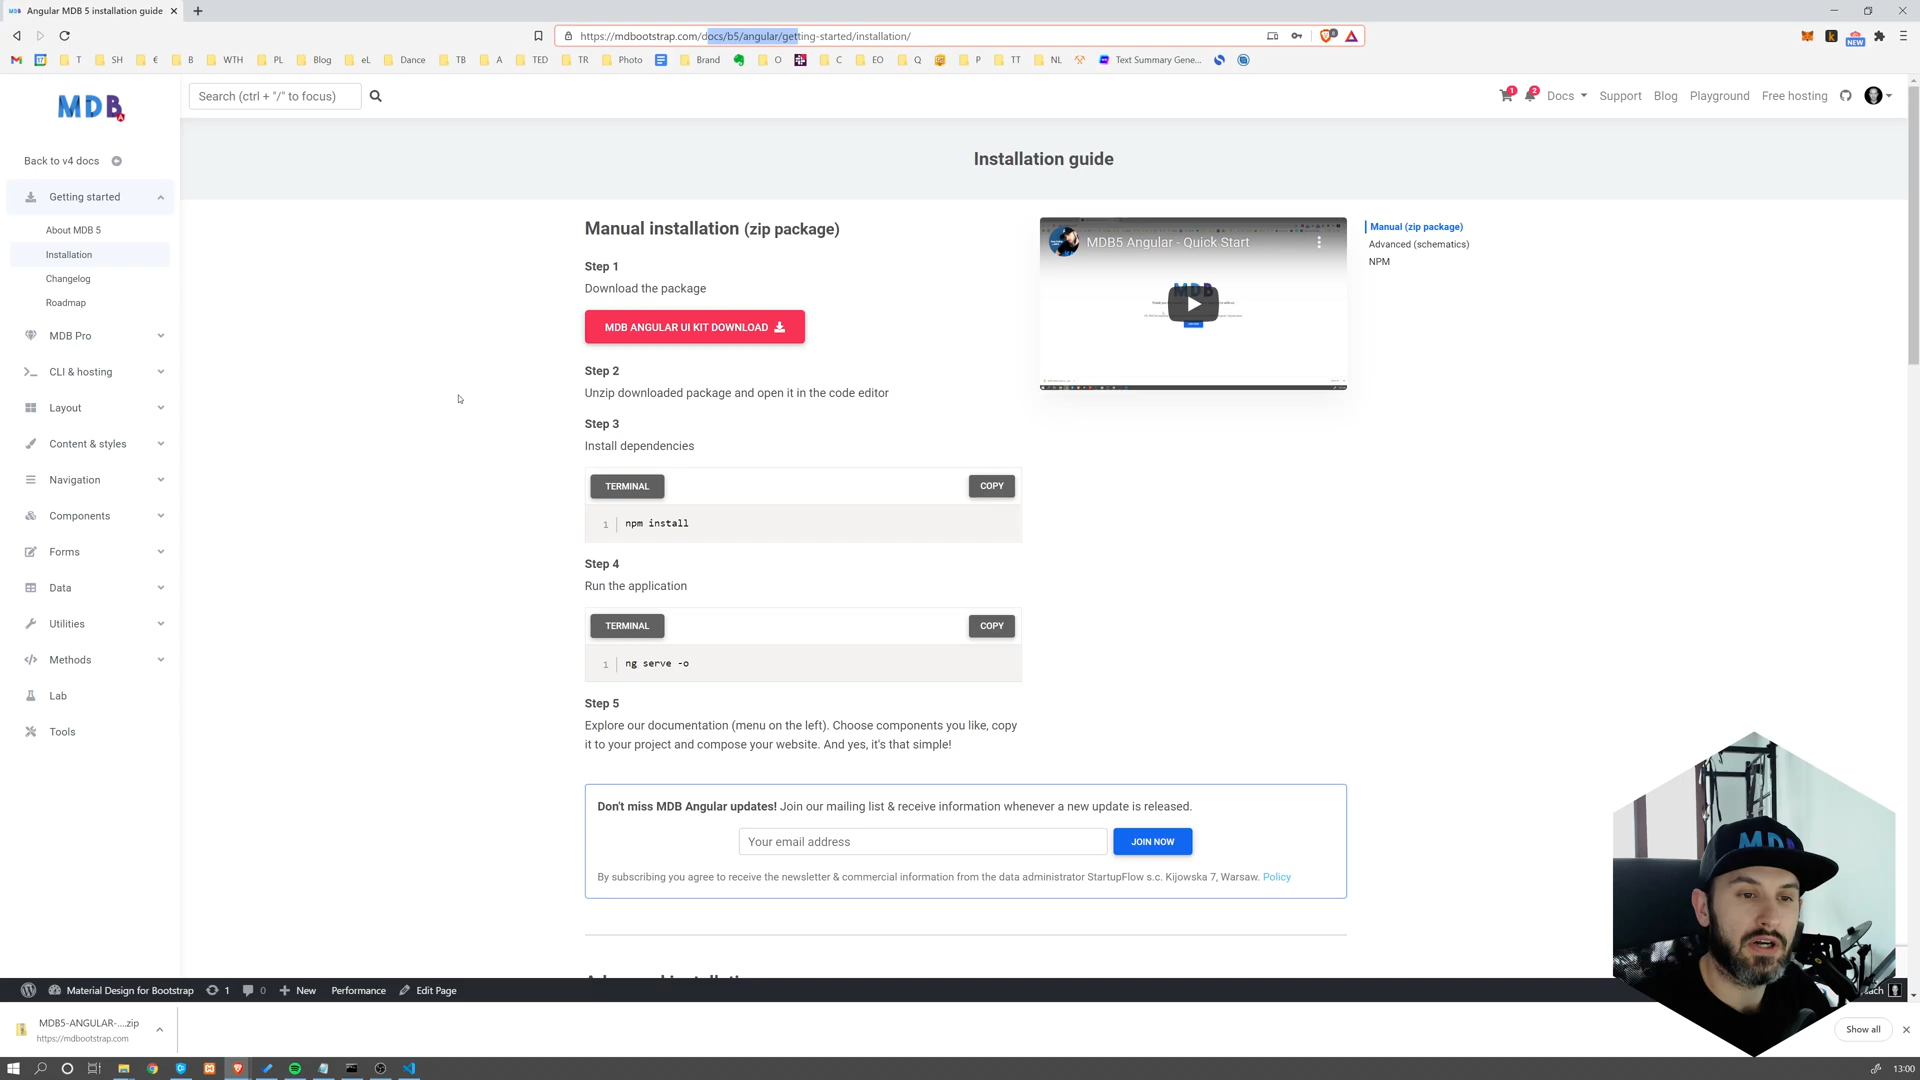 Angular MDB 5 installation guide
https://mdbootstrap.com/docs/b5/angular/getting-started/installation/
T SH € B WTH PL Blog eL Dance TB A TED TR Photo Brand O C EO Q P TT NL Text Summary Gene...
NEW
MDB
Search (ctrl + "/" to focus)
1 2 Docs Support Blog Playground Free hosting
Back to v4 docs
Getting started
About MDB 5
Installation
Changelog
Roadmap
MDB Pro
CLI & hosting
Layout
Content & styles
Navigation
Components
Forms
Data
Utilities
Methods
Lab
Tools
Installation guide
Manual installation (zip package)
Step 1
Download the package
MDB ANGULAR UI KIT DOWNLOAD
Step 2
Unzip downloaded package and open it in the code editor
Step 3
Install dependencies
TERMINAL COPY
1 npm install
Step 4
Run the application
TERMINAL COPY
1 ng serve -o
Step 5
Explore our documentation (menu on the left). Choose components you like, copy
it to your project and compose your website. And yes, it's that simple!
MDB5 Angular - Quick Start
MDB
Manual (zip package)
Advanced (schematics)
NPM
Don't miss MDB Angular updates! Join our mailing list & receive information whenever a new update is released.
Your email address JOIN NOW
By subscribing you agree to receive the newsletter & commercial information from the data administrator StartupFlow s.c. Kijowska 7, Warsaw. Policy
MDB
Material Design for Bootstrap 1 0 New Performance Edit Page
MDB5-ANGULAR-....zip
https://mdbootstrap.com
Show all
13:00